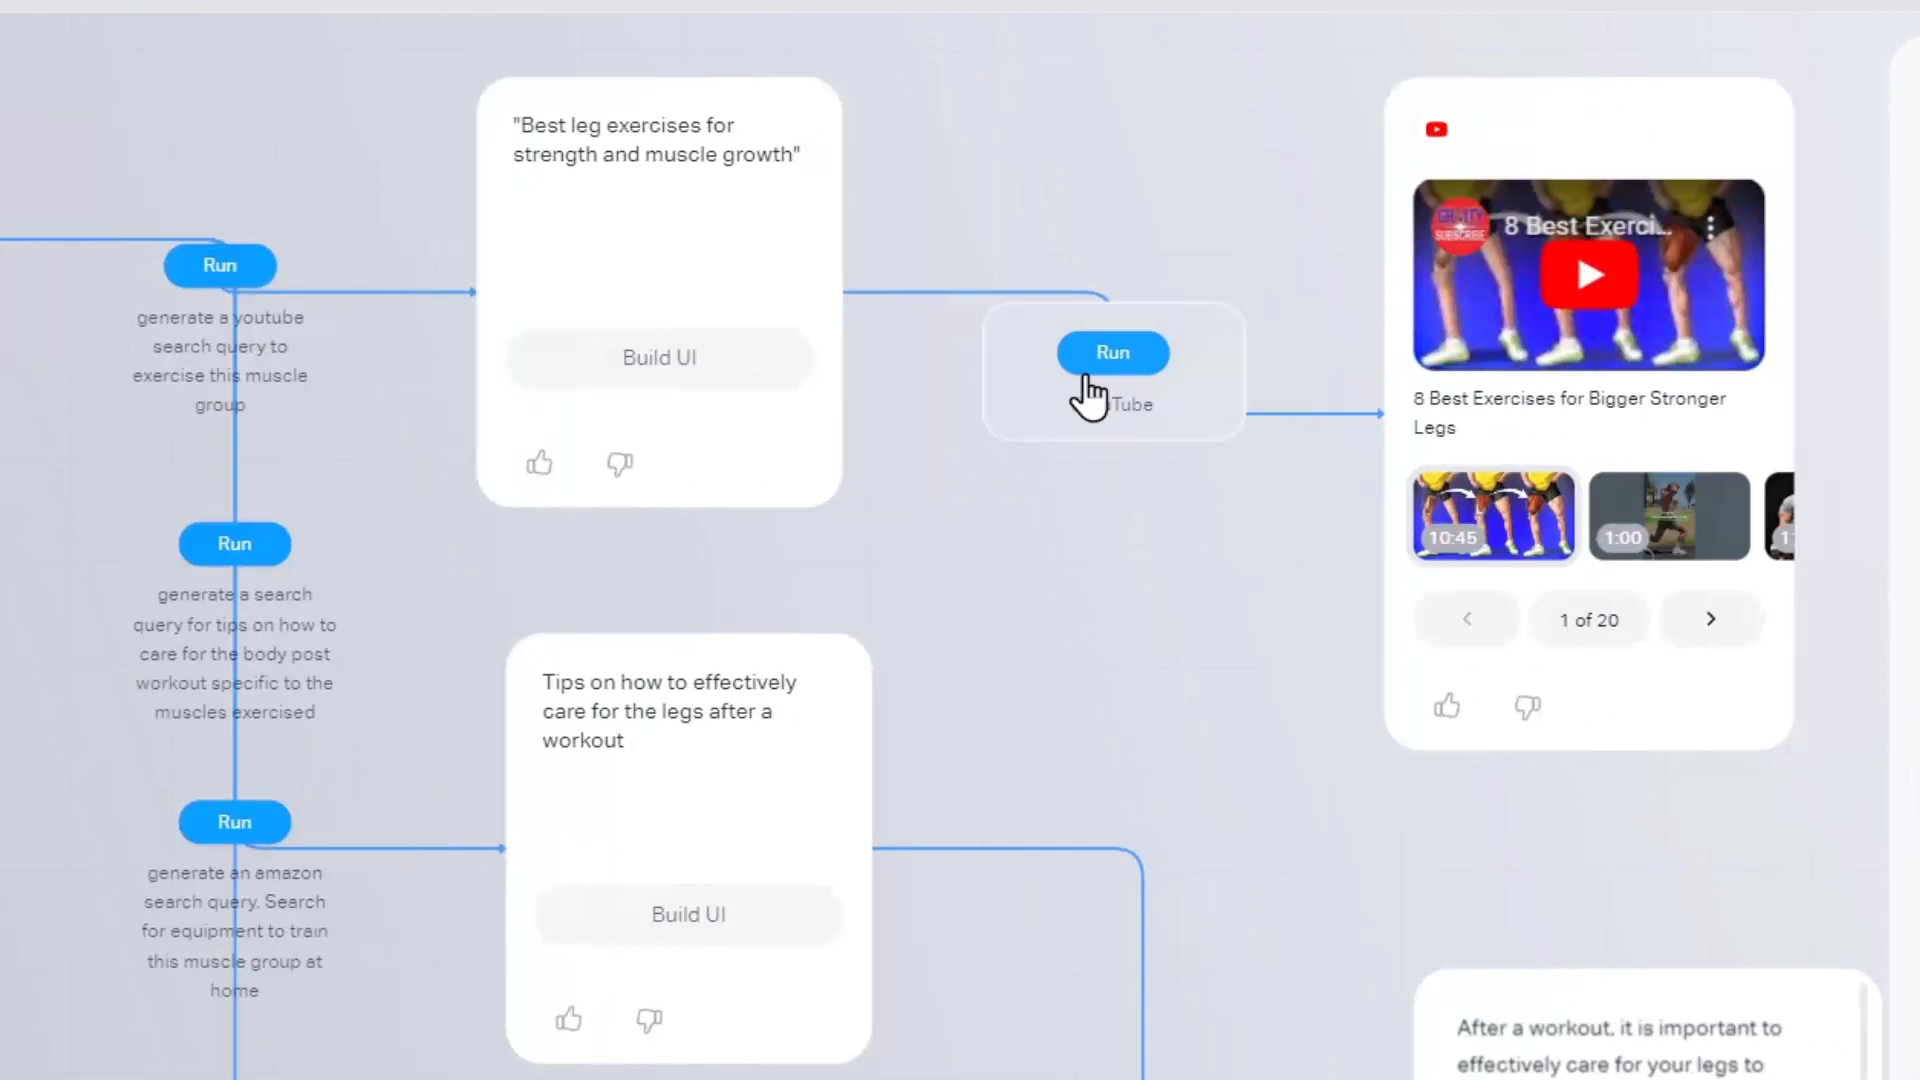 Run
generate a youtube
search query to
exercise this muscle
group
Run
generate a search
query for tips on how to
care for the body post
workout specific to the
muscles exercised
Run
generate an amazon
search query. Search
for equipment to train
this muscle group at
home
"Best leg exercises for
strength and muscle growth"
Build UI
Tips on how to effectively
care for the legs after a
workout
Build UI
Run
Tube
SUBSCRIBE
8 Best Exerci...
8 Best Exercises for Bigger Stronger
Legs
10:45
1:00
1 of 20
After a workout, it is important to
effectively care for your legs to